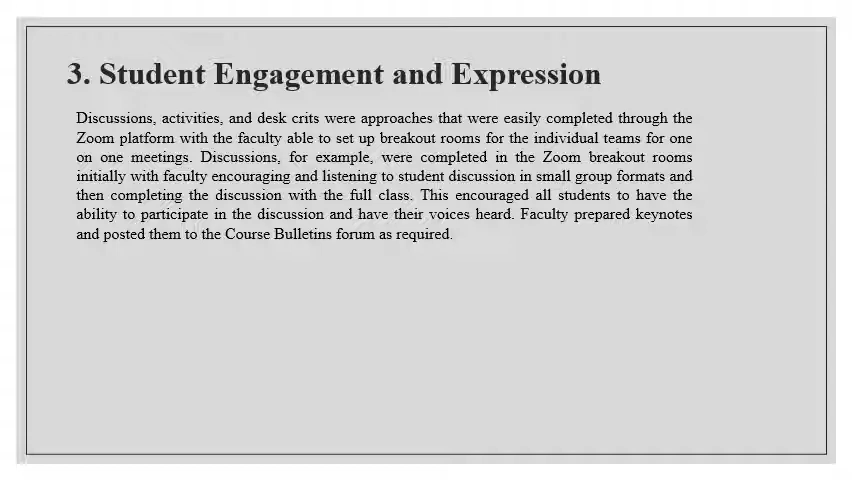 3. Student Engagement and Expression
Discussions, activities, and desk crits were approaches that were easily completed through the
Zoom platform with the faculty able to set up breakout rooms for the individual teams for one
on one meetings. Discussions, for example, were completed in the Zoom breakout rooms
initially with faculty encouraging and listening to student discussion in small group formats and
then completing the discussion with the full class. This encouraged all students to have the
ability to participate in the discussion and have their voices heard. Faculty prepared keynotes
and posted them to the Course Bulletins forum as required.